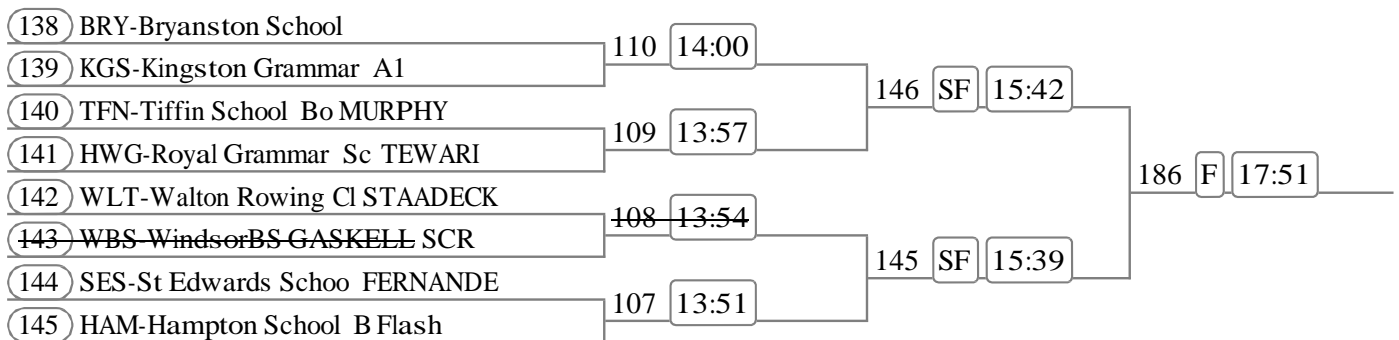 138 BRY-Bryanston School
110 14:00
139 KGS-Kingston Grammar A1
146 SF 15:42
140 TFN-Tiffin School Bo MURPHY
109 13:57
141 HWG-Royal Grammar Sc TEWARI
186 F 17:51
142 WLT-Walton Rowing Cl STAADECK
108 13:54
143 WBS-WindsorBS GASKELL SCR
145 SF 15:39
144 SES-St Edwards Schoo FERNANDE
107 13:51
145 HAM-Hampton School B Flash